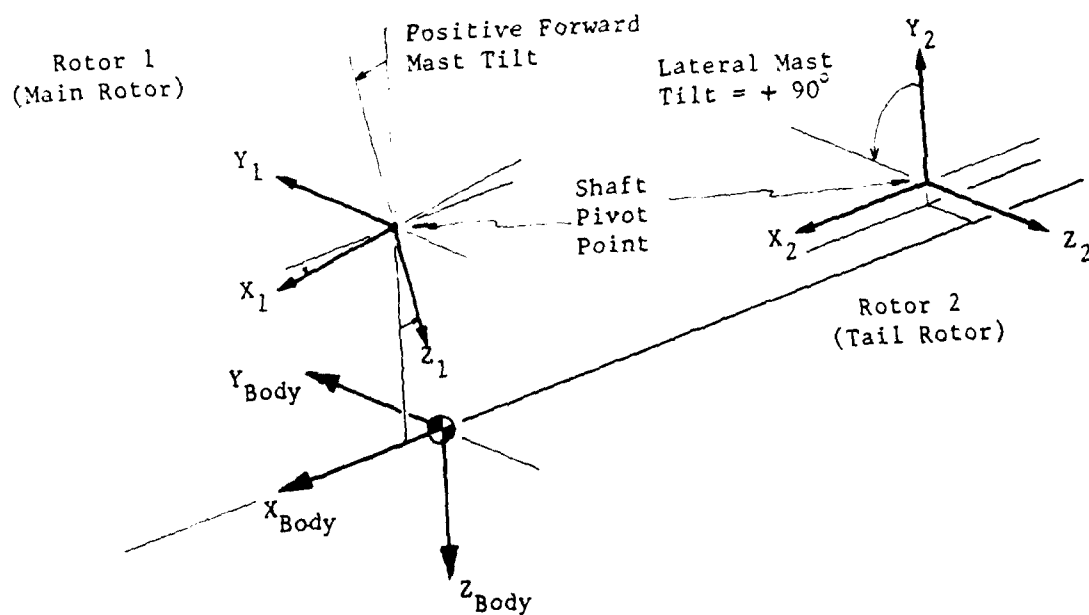 Rotor 1
(Main Rotor)
Positive Forward
Mast Tilt
Lateral Mast
Tilt = + 90°
Y2
Y1
X1
Z1
Shaft
Pivot
Point
X2
Z2
Rotor 2
(Tail Rotor)
YBody
XBody
ZBody